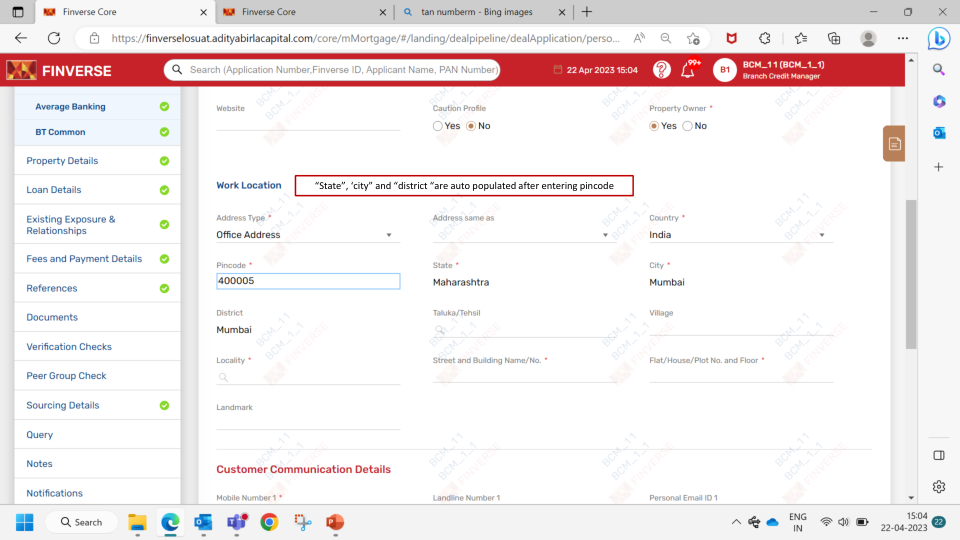 Finverse Core
Finverse Core
tan numberm - Bing images
https://finverselosuat.adityabirlacapital.com/core/mMortgage/#/landing/dealpipeline/dealApplication/perso...
FINVERSE
Search (Application Number,Finverse ID, Applicant Name, PAN Number)
22 Apr 2023 15:04
99+
B1
BCM_1 1 (BCM_1_1)
Branch Credit Manager
Average Banking
BT Common
Property Details
Loan Details
Existing Exposure &
Relationships
Fees and Payment Details
References
Documents
Verification Checks
Peer Group Check
Sourcing Details
Query
Notes
Notifications
Website
Caution Profile
Property Owner *
Yes No
Yes No
Work Location
“State”, ‘city” and “district “are auto populated after entering pincode
Address Type *
Address same as
Country *
Office Address
India
Pincode *
State *
City *
400005
Maharashtra
Mumbai
District
Taluka/Tehsil
Village
Mumbai
Locality *
Street and Building Name/No. *
Flat/House/Plot No. and Floor *
Landmark
Customer Communication Details
Mobile Number 1 *
Landline Number 1
Personal Email ID 1
Search
ENG
IN
15:04
22-04-2023
22